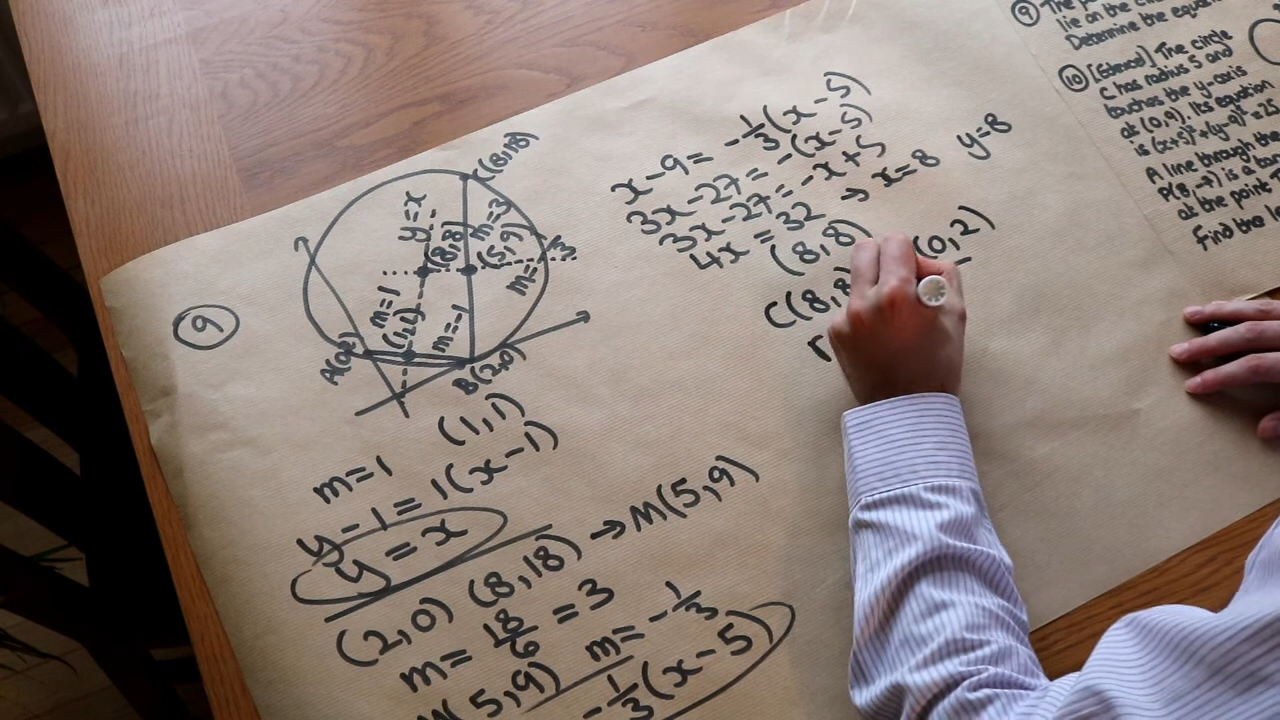 9
C(8,18)
y=x
m=3
(8,8)
(5,9)
m=-1/3
m=1
(1,1)
m=-1
B(2,0)
m=1
(1,1)
y-1=1(x-1)
y=x
(2,0) (8,18) → M(5,9)
m= 18/6 = 3
(5,9) m=-1/3
-1/3(x-5)
x-9= -1/3(x-5)
3x-27= -(x-5)
3x-27= -x+5
4x = 32 → x=8 y=8
(8,8)
C(8,8 (0,2)
r
9 The
lie on the
Determine the
10 [Edexcel] The circle
C has radius 5 and
touches the y-axis
at (0,9). Its equation
is (x+5)²+(y-9)²=25
A line through the
P(8,-7) is a
at the point
Find the